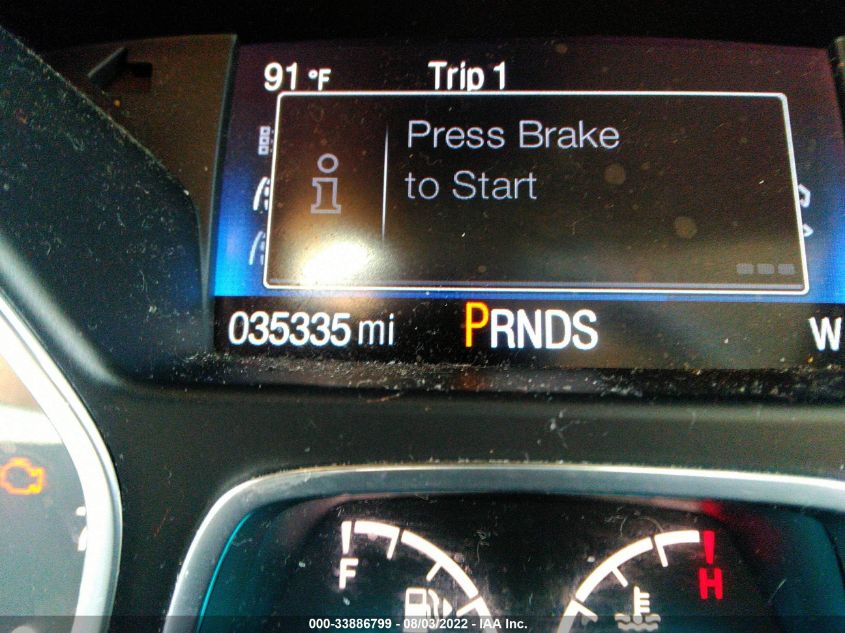 91 °F Trip 1
Press Brake
to Start
035335 mi PRNDS W
F H
000-33886799 - 08/03/2022 - IAA Inc.